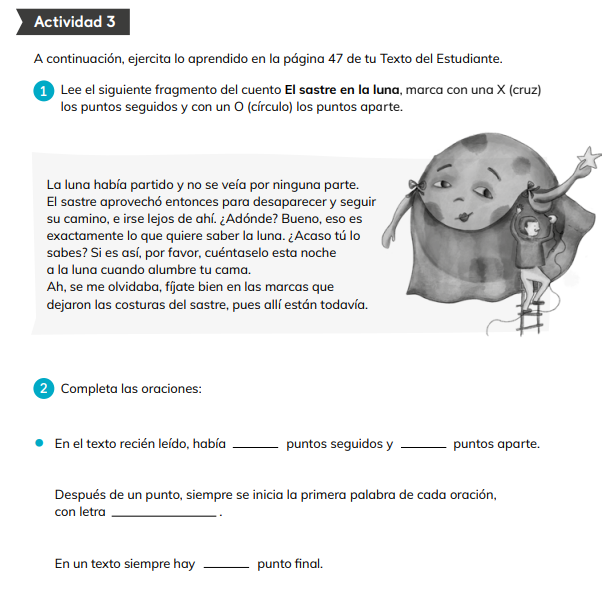 Actividad 3
A continuación, ejercita lo aprendido en la página 47 de tu Texto del Estudiante.
1 Lee el siguiente fragmento del cuento El sastre en la luna, marca con una X (cruz)
los puntos seguidos y con un O (círculo) los puntos aparte.
La luna había partido y no se veía por ninguna parte.
El sastre aprovechó entonces para desaparecer y seguir
su camino, e irse lejos de ahí. ¿Adónde? Bueno, eso es
exactamente lo que quiere saber la luna. ¿Acaso tú lo
sabes? Si es así, por favor, cuéntaselo esta noche
a la luna cuando alumbre tu cama.
Ah, se me olvidaba, fíjate bien en las marcas que
dejaron las costuras del sastre, pues allí están todavía.
2 Completa las oraciones:
En el texto recién leído, había ______ puntos seguidos y ______ puntos aparte.
Después de un punto, siempre se inicia la primera palabra de cada oración,
con letra ______________ .
En un texto siempre hay ______ punto final.